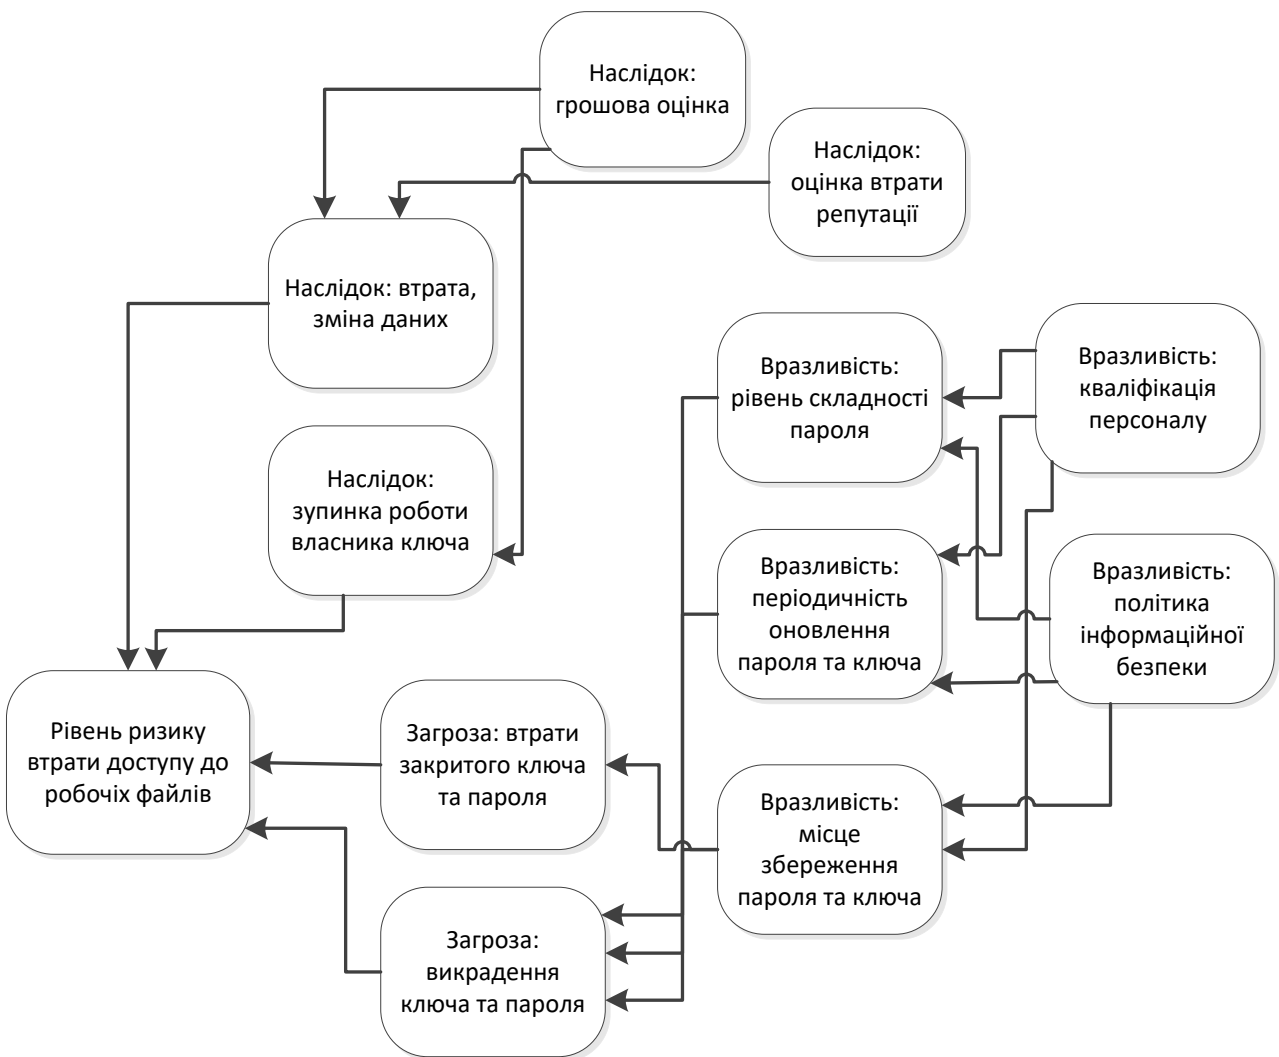 Наслідок:
грошова оцінка
Наслідок:
оцінка втрати
репутації
Наслідок: втрата,
зміна даних
Вразливість:
рівень складності
пароля
Вразливість:
кваліфікація
персоналу
Наслідок:
зупинка роботи
власника ключа
Вразливість:
періодичність
оновлення
пароля та ключа
Вразливість:
політика
інформаційної
безпеки
Рівень ризику
втрати доступу до
робочіх файлів
Загроза: втрати
закритого ключа
та пароля
Вразливість:
місце
збереження
пароля та ключа
Загроза:
викрадення
ключа та пароля